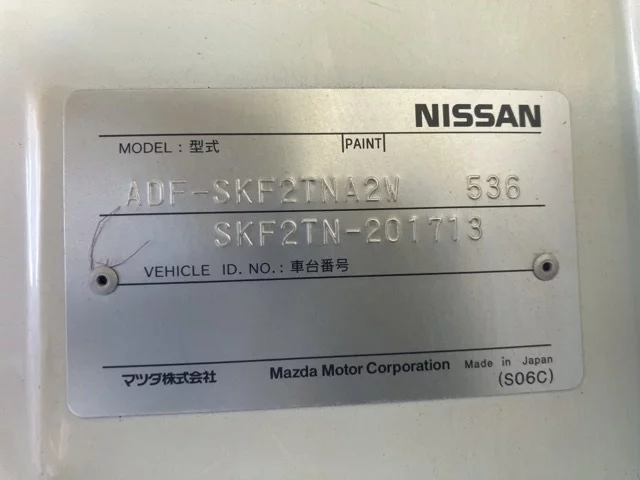 NISSAN
MODEL : 型式 PAINT
ADF-SKF2TNA2W 536
SKF2TN-201713
VEHICLE ID. NO. : 車台番号
マツダ株式会社 Mazda Motor Corporation Made in Japan
(S06C)